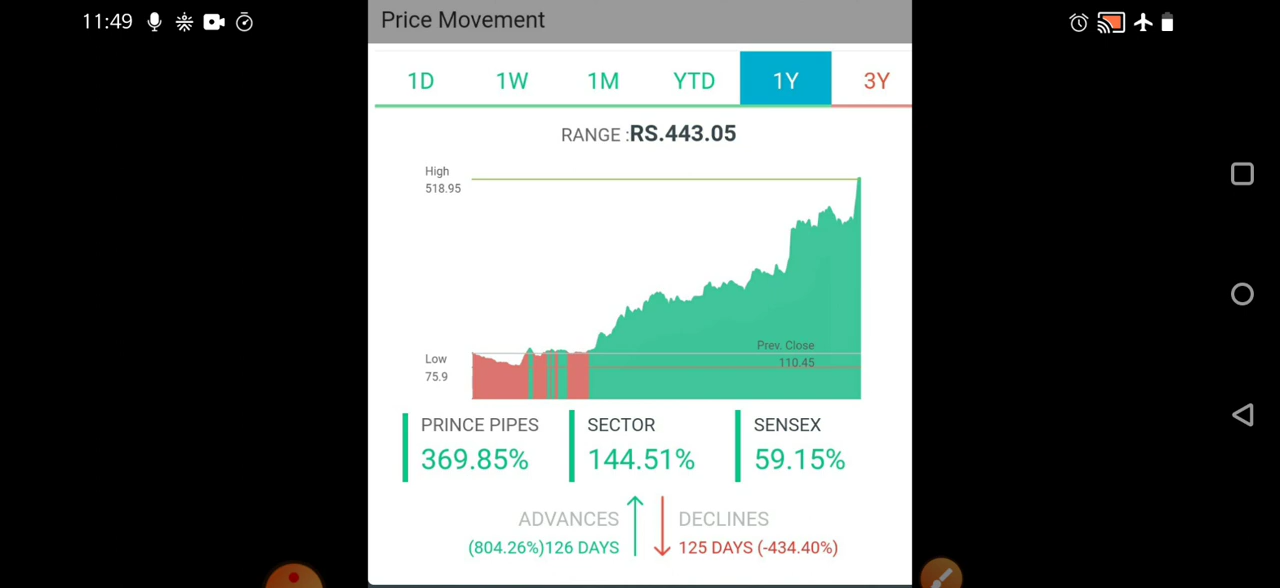 11:49
Price Movement
1D 1W 1M YTD 1Y 3Y
RANGE :RS.443.05
High
518.95
Prev. Close
110.45
Low
75.9
PRINCE PIPES SECTOR SENSEX
369.85% 144.51% 59.15%
ADVANCES DECLINES
(804.26%)126 DAYS 125 DAYS (-434.40%)